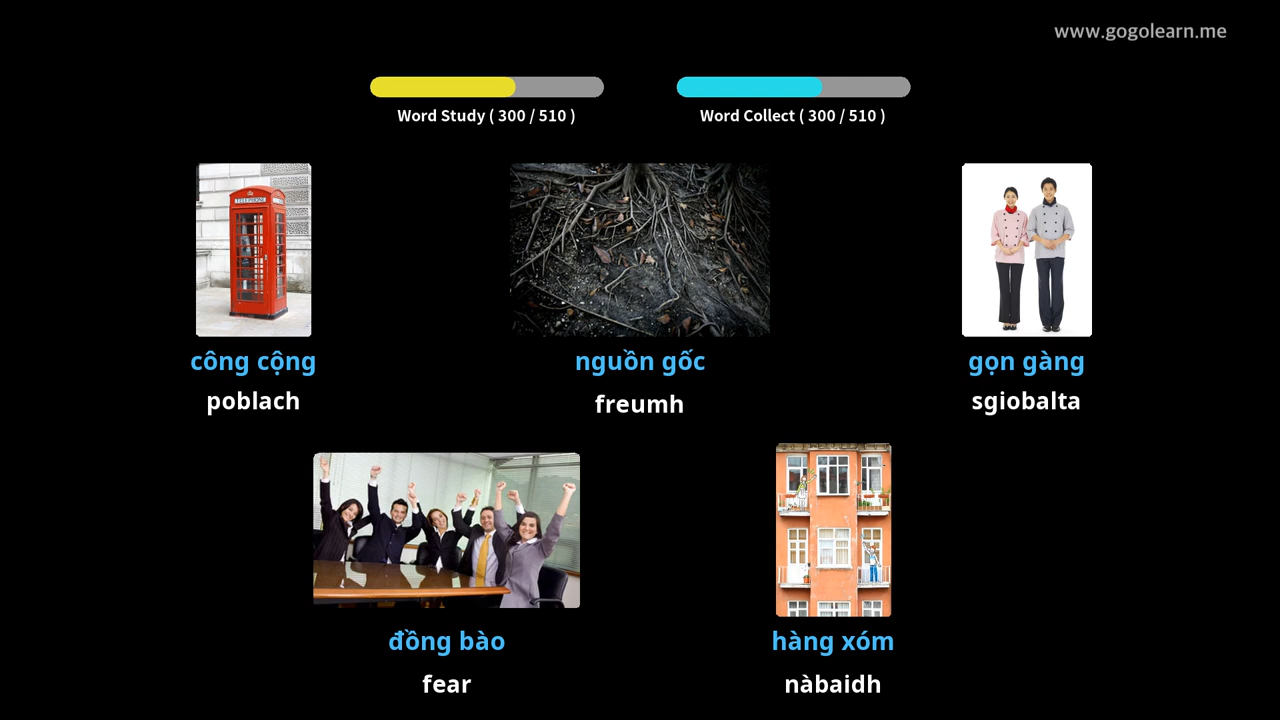 www.gogolearn.me
Word Study ( 300 / 510 )
Word Collect ( 300 / 510 )
TELEPHONE
công cộng
nguồn gốc
gọn gàng
poblach
freumh
sgiobalta
đồng bào
hàng xóm
fear
nàbaidh